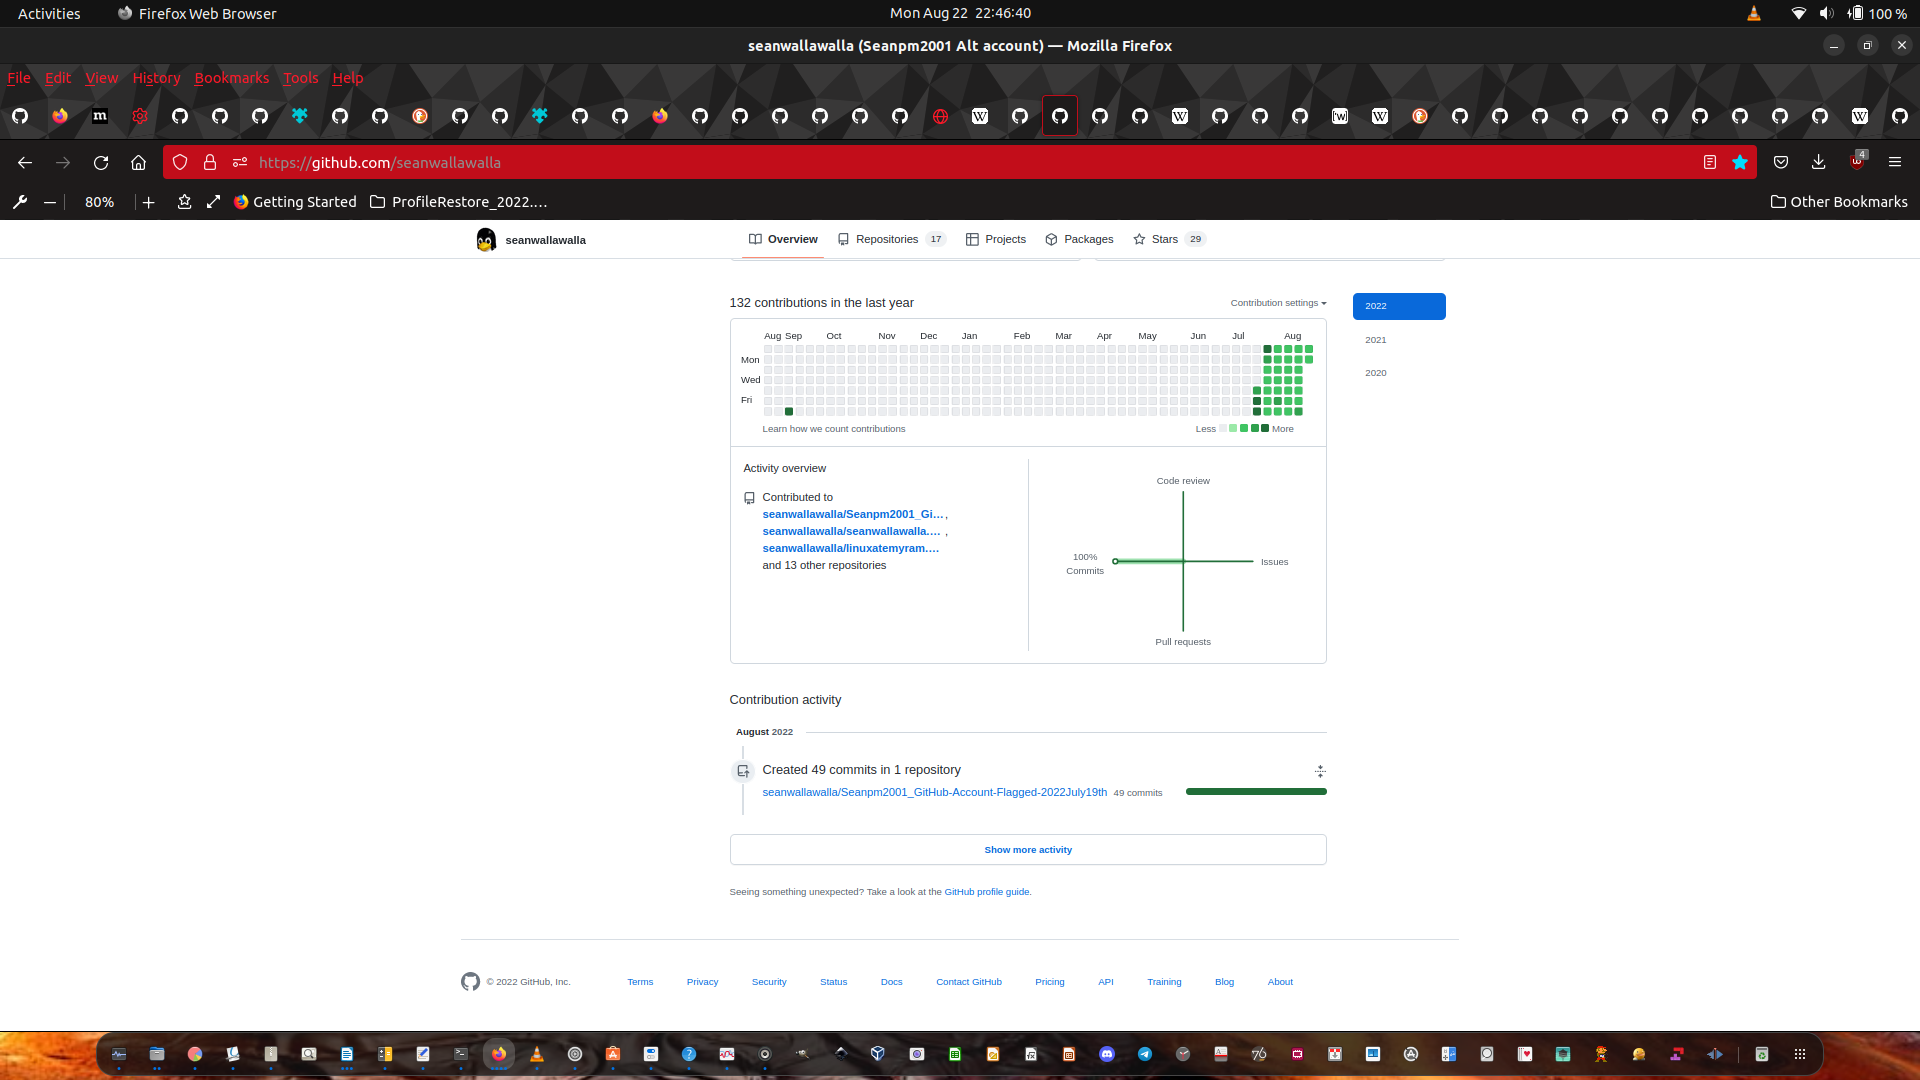 Activities
Firefox Web Browser
Mon Aug 22 22:46:40
100 %
seanwallawalla (Seanpm2001 Alt account) — Mozilla Firefox
File Edit View History Bookmarks Tools Help
https://github.com/seanwallawalla
4
80%
Getting Started
ProfileRestore_2022.…
Other Bookmarks
seanwallawalla
Overview
Repositories 17
Projects
Packages
Stars 29
132 contributions in the last year
Contribution settings
2022
2021
2020
Aug Sep Oct Nov Dec Jan Feb Mar Apr May Jun Jul Aug
Mon
Wed
Fri
Learn how we count contributions
Less More
Activity overview
Contributed to
seanwallawalla/Seanpm2001_Gi… ,
seanwallawalla/seanwallawalla.… ,
seanwallawalla/linuxatemyram.…
and 13 other repositories
Code review
100%
Commits
Issues
Pull requests
Contribution activity
August 2022
Created 49 commits in 1 repository
seanwallawalla/Seanpm2001_GitHub-Account-Flagged-2022July19th 49 commits
Show more activity
Seeing something unexpected? Take a look at the GitHub profile guide.
© 2022 GitHub, Inc.
Terms
Privacy
Security
Status
Docs
Contact GitHub
Pricing
API
Training
Blog
About